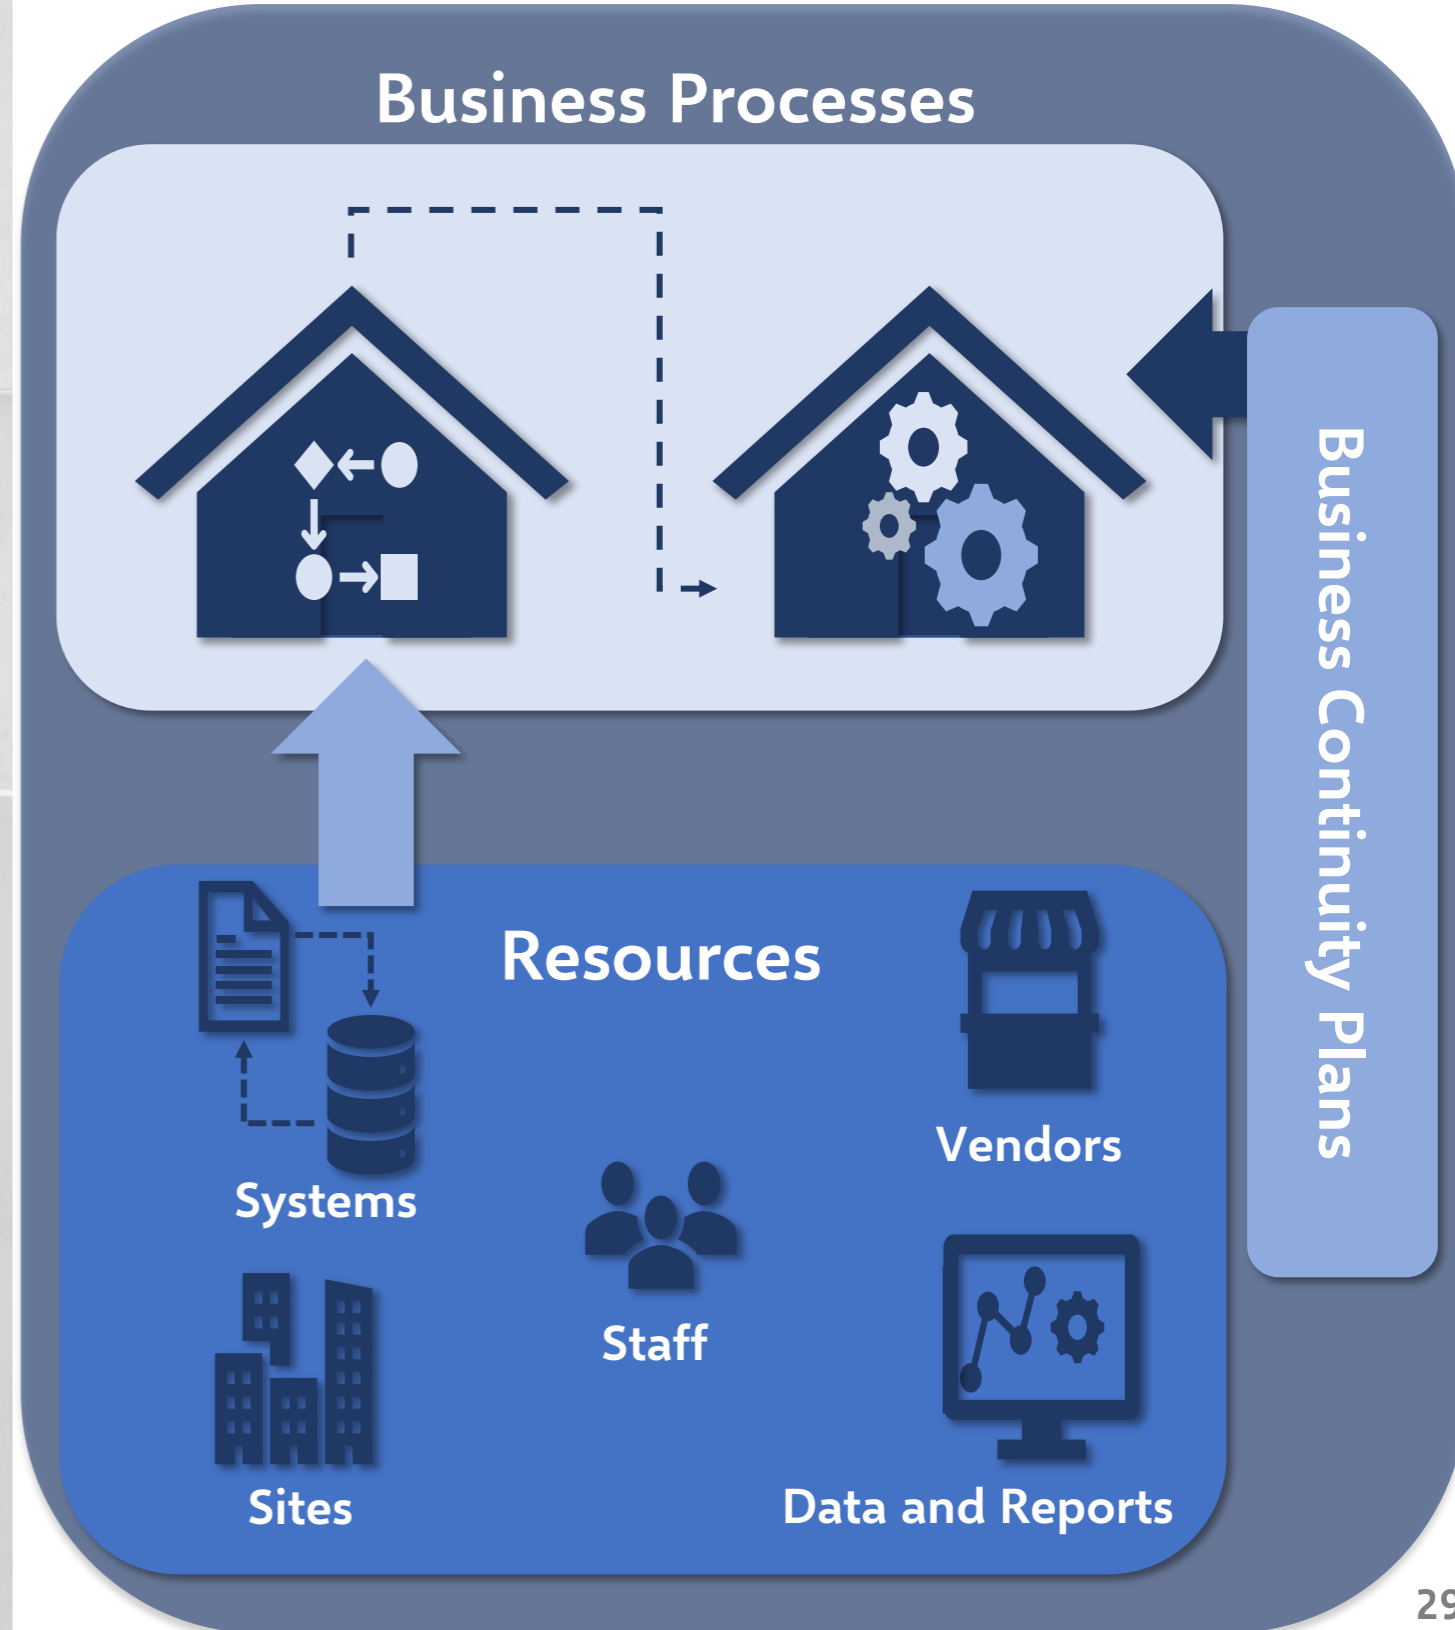 Business Processes
Business Continuity Plans
Resources
Vendors
Systems
Staff
Sites
Data and Reports
29